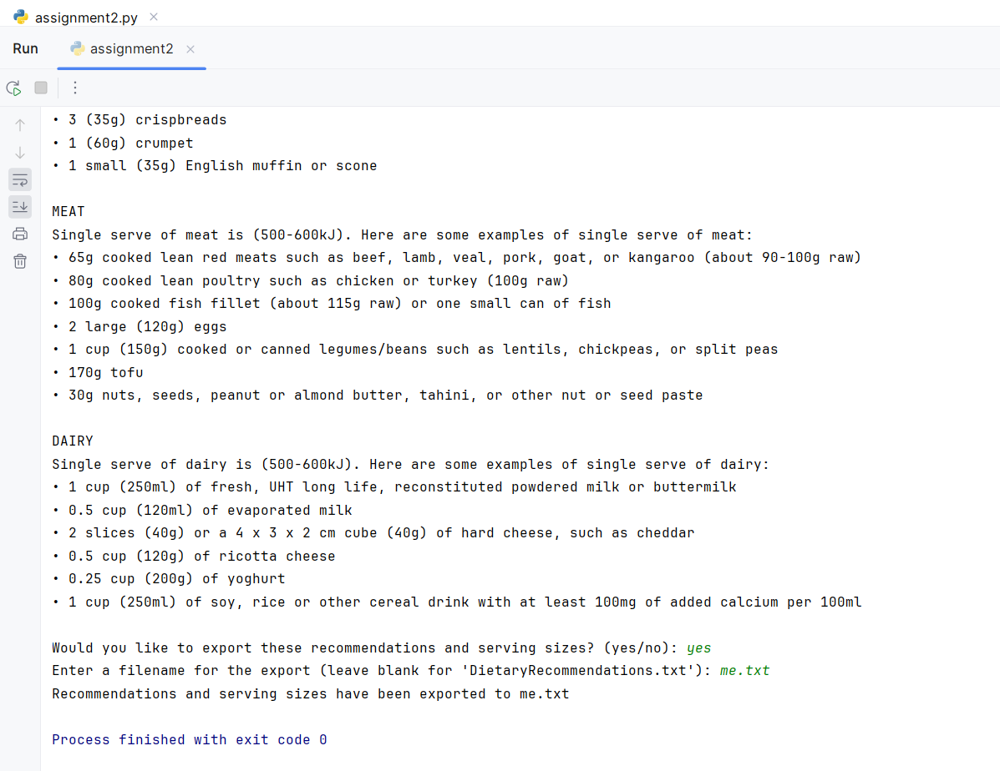 assignment2.py
Run assignment2
• 3 (35g) crispbreads
• 1 (60g) crumpet
• 1 small (35g) English muffin or scone
MEAT
Single serve of meat is (500-600kJ). Here are some examples of single serve of meat:
• 65g cooked lean red meats such as beef, lamb, veal, pork, goat, or kangaroo (about 90-100g raw)
• 80g cooked lean poultry such as chicken or turkey (100g raw)
• 100g cooked fish fillet (about 115g raw) or one small can of fish
• 2 large (120g) eggs
• 1 cup (150g) cooked or canned legumes/beans such as lentils, chickpeas, or split peas
• 170g tofu
• 30g nuts, seeds, peanut or almond butter, tahini, or other nut or seed paste
DAIRY
Single serve of dairy is (500-600kJ). Here are some examples of single serve of dairy:
• 1 cup (250ml) of fresh, UHT long life, reconstituted powdered milk or buttermilk
• 0.5 cup (120ml) of evaporated milk
• 2 slices (40g) or a 4 x 3 x 2 cm cube (40g) of hard cheese, such as cheddar
• 0.5 cup (120g) of ricotta cheese
• 0.25 cup (200g) of yoghurt
• 1 cup (250ml) of soy, rice or other cereal drink with at least 100mg of added calcium per 100ml
Would you like to export these recommendations and serving sizes? (yes/no): yes
Enter a filename for the export (leave blank for 'DietaryRecommendations.txt'): me.txt
Recommendations and serving sizes have been exported to me.txt
Process finished with exit code 0